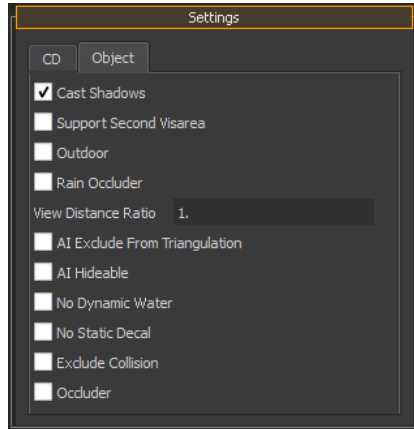 Settings
CD Object
Cast Shadows
Support Second Visarea
Outdoor
Rain Occluder
View Distance Ratio 1.
AI Exclude From Triangulation
AI Hideable
No Dynamic Water
No Static Decal
Exclude Collision
Occluder